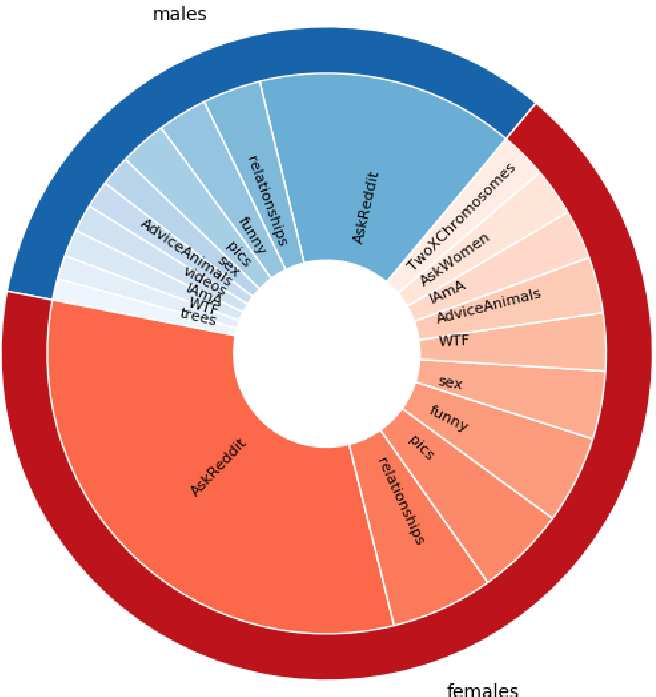 males
AskReddit
relationships
funny
pics
sex
AdviceAnimals
videos
IAmA
WTF
trees
TwoXChromosomes
AskWomen
IAmA
AdviceAnimals
WTF
sex
funny
pics
relationships
AskReddit
females